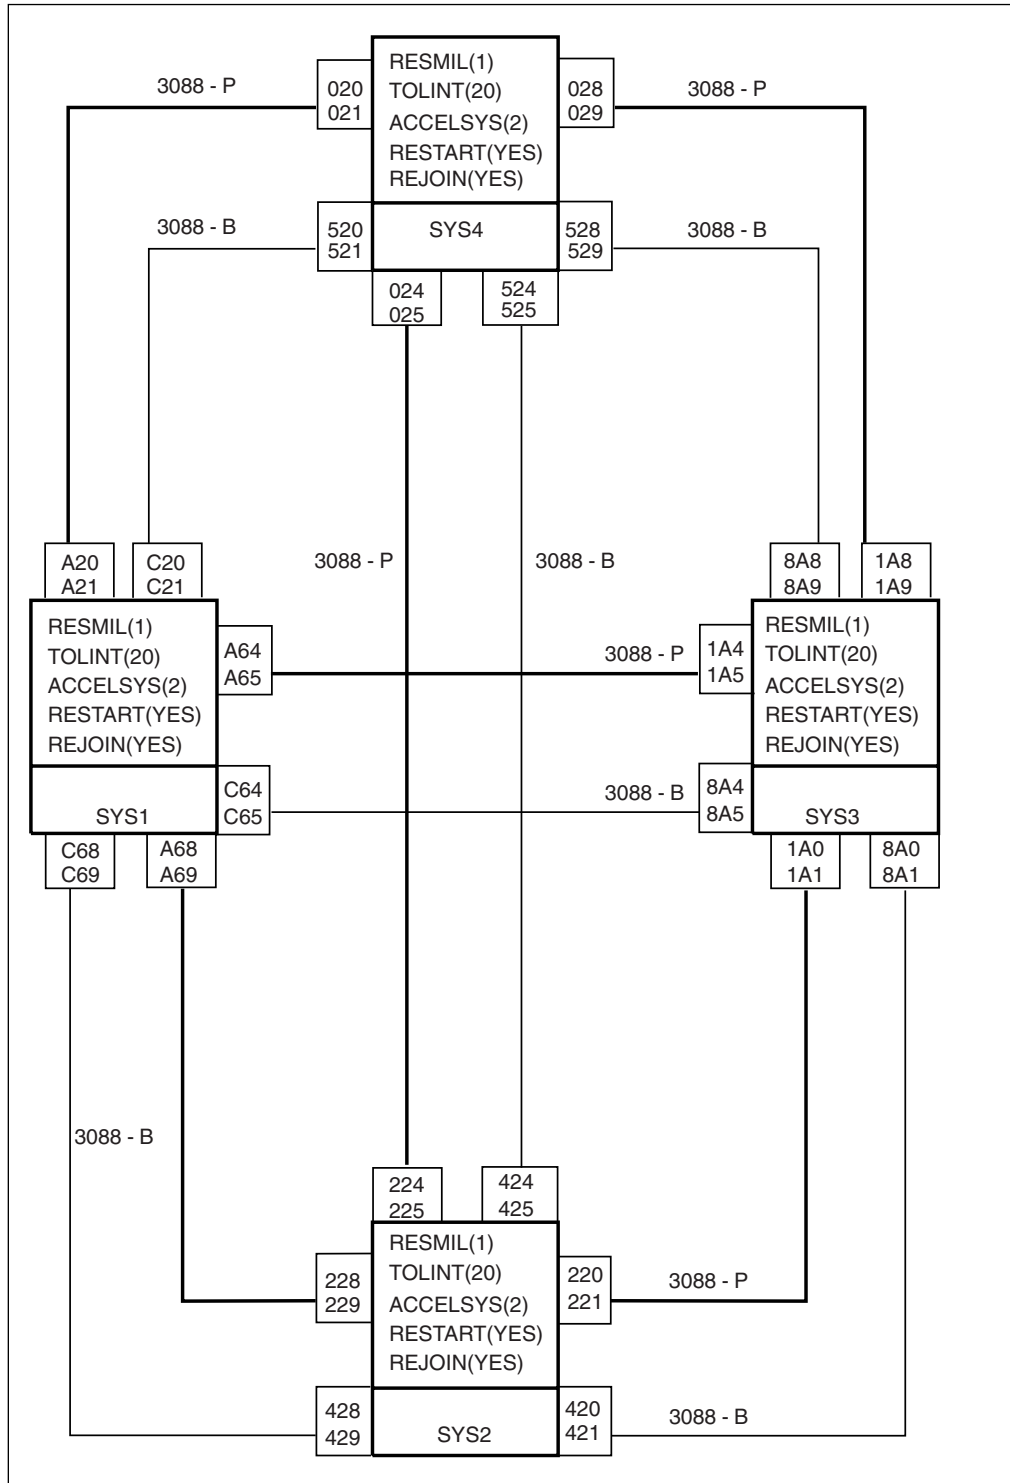 RESMIL(1)
TOLINT(20)
ACCELSYS(2)
RESTART(YES)
REJOIN(YES)
SYS4
3088 - P
020
021
028
029
3088 - P
3088 - B
520
521
528
529
3088 - B
024
025
524
525
3088 - P
3088 - B
A20
A21
C20
C21
8A8
8A9
1A8
1A9
RESMIL(1)
TOLINT(20)
ACCELSYS(2)
RESTART(YES)
REJOIN(YES)
SYS1
A64
A65
3088 - P
1A4
1A5
C64
C65
3088 - B
8A4
8A5
RESMIL(1)
TOLINT(20)
ACCELSYS(2)
RESTART(YES)
REJOIN(YES)
SYS3
C68
C69
A68
A69
1A0
1A1
8A0
8A1
3088 - B
224
225
424
425
RESMIL(1)
TOLINT(20)
ACCELSYS(2)
RESTART(YES)
REJOIN(YES)
SYS2
228
229
220
221
3088 - P
428
429
420
421
3088 - B